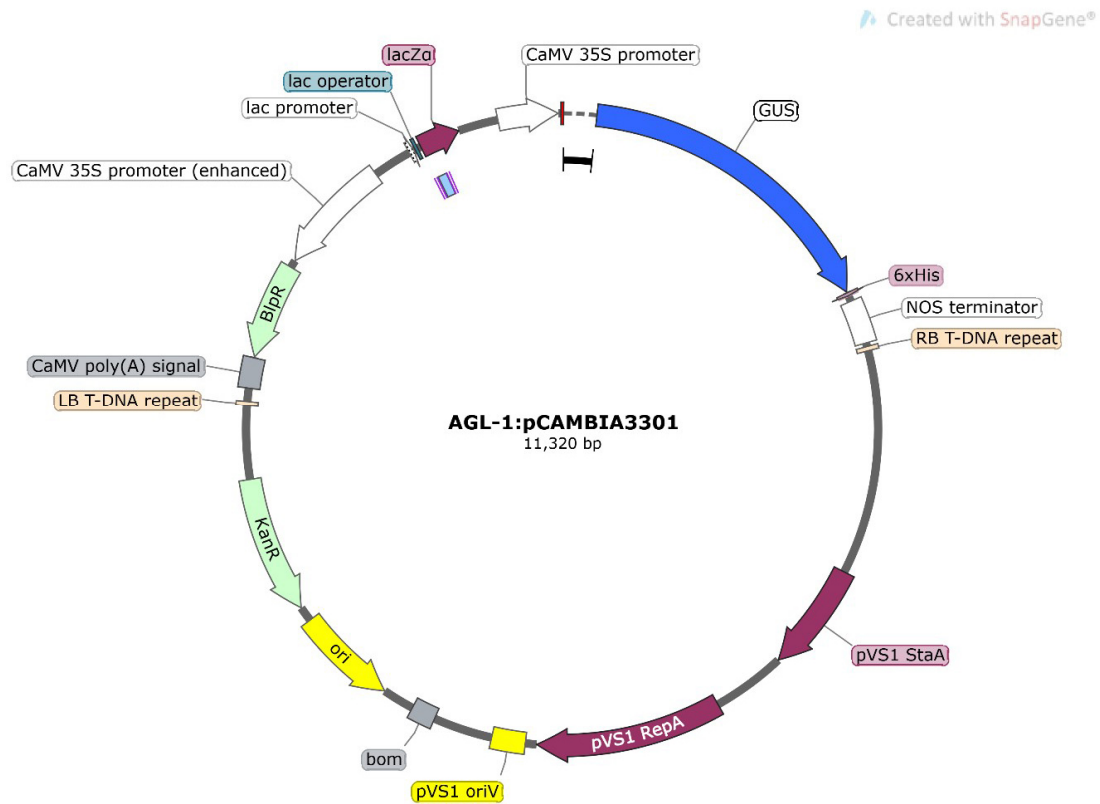 Created with SnapGene®
lacZα
CaMV 35S promoter
lac operator
lac promoter
GUS
CaMV 35S promoter (enhanced)
6xHis
BlpR
NOS terminator
RB T-DNA repeat
CaMV poly(A) signal
LB T-DNA repeat
AGL-1:pCAMBIA3301
11,320 bp
KanR
ori
pVS1 StaA
pVS1 RepA
bom
pVS1 oriV